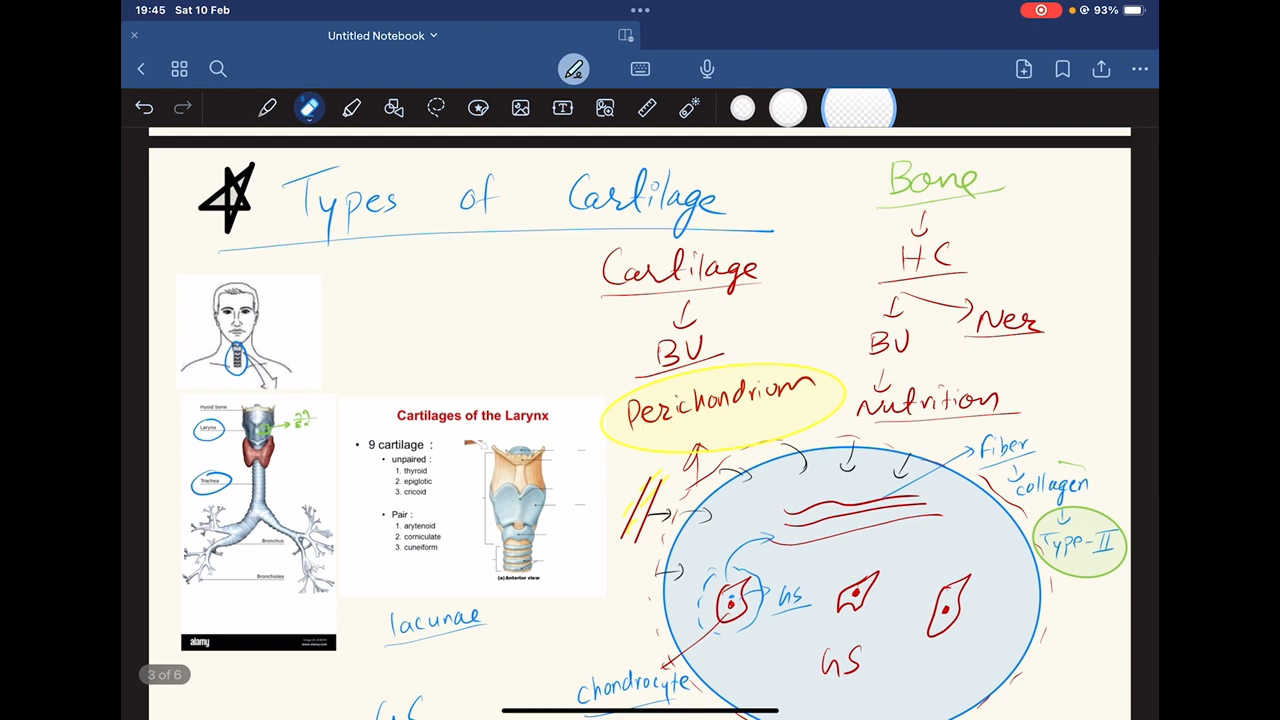 19:45 Sat 10 Feb
93%
Untitled Notebook
Types of Cartilage
Bone
Cartilage
HC
BV
Ner
BV
Perichondrium
Nutrition
Hyoid bone
Larynx
Trachea
Bronchus
Bronchioles
alamy
Cartilages of the Larynx
• 9 cartilage :
• unpaired :
1. thyroid
2. epiglotic
3. cricoid
• Pair :
1. arytenoid
2. corniculate
3. cuneiform
(a) Anterior view
fiber
collagen
Type-II
GS
GS
lacunae
chondrocyte
3 of 6
GS